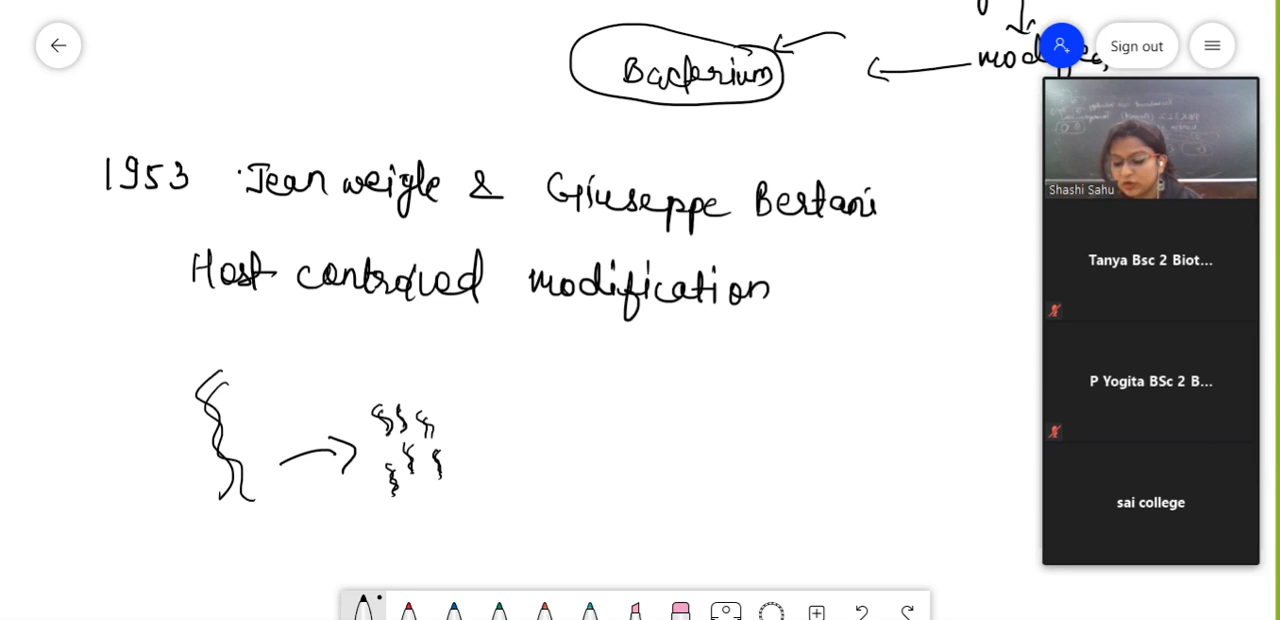 Sign out
Bacterium
1953 Jean weigle & Giuseppe Bertani
Host controlled modification
Shashi Sahu
Tanya Bsc 2 Biot...
P Yogita BSc 2 B...
sai college